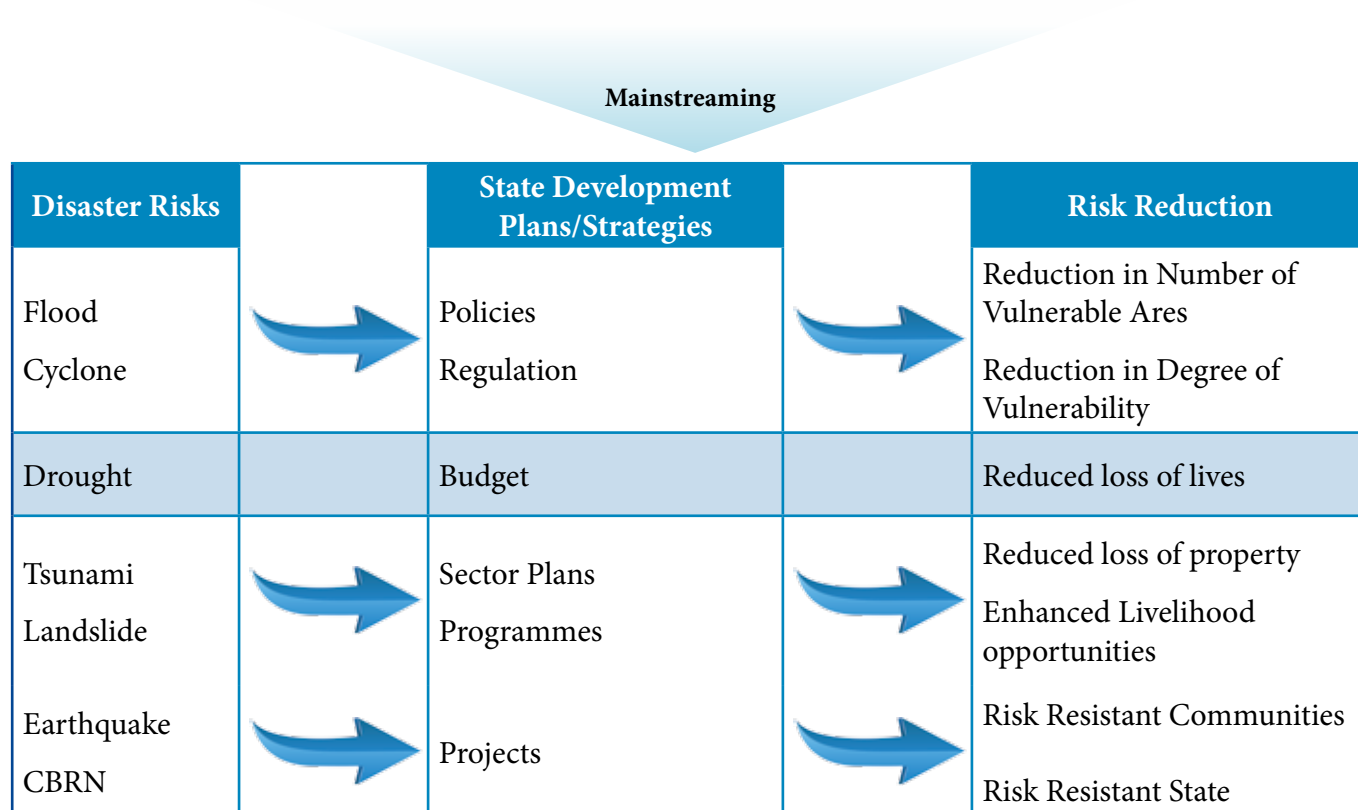 Mainstreaming
Disaster Risks
State Development
Plans/Strategies
Risk Reduction
Flood
Cyclone
Policies
Regulation
Reduction in Number of
Vulnerable Ares
Reduction in Degree of
Vulnerability
Drought
Budget
Reduced loss of lives
Tsunami
Landslide
Sector Plans
Programmes
Reduced loss of property
Enhanced Livelihood
opportunities
Earthquake
CBRN
Projects
Risk Resistant Communities
Risk Resistant State